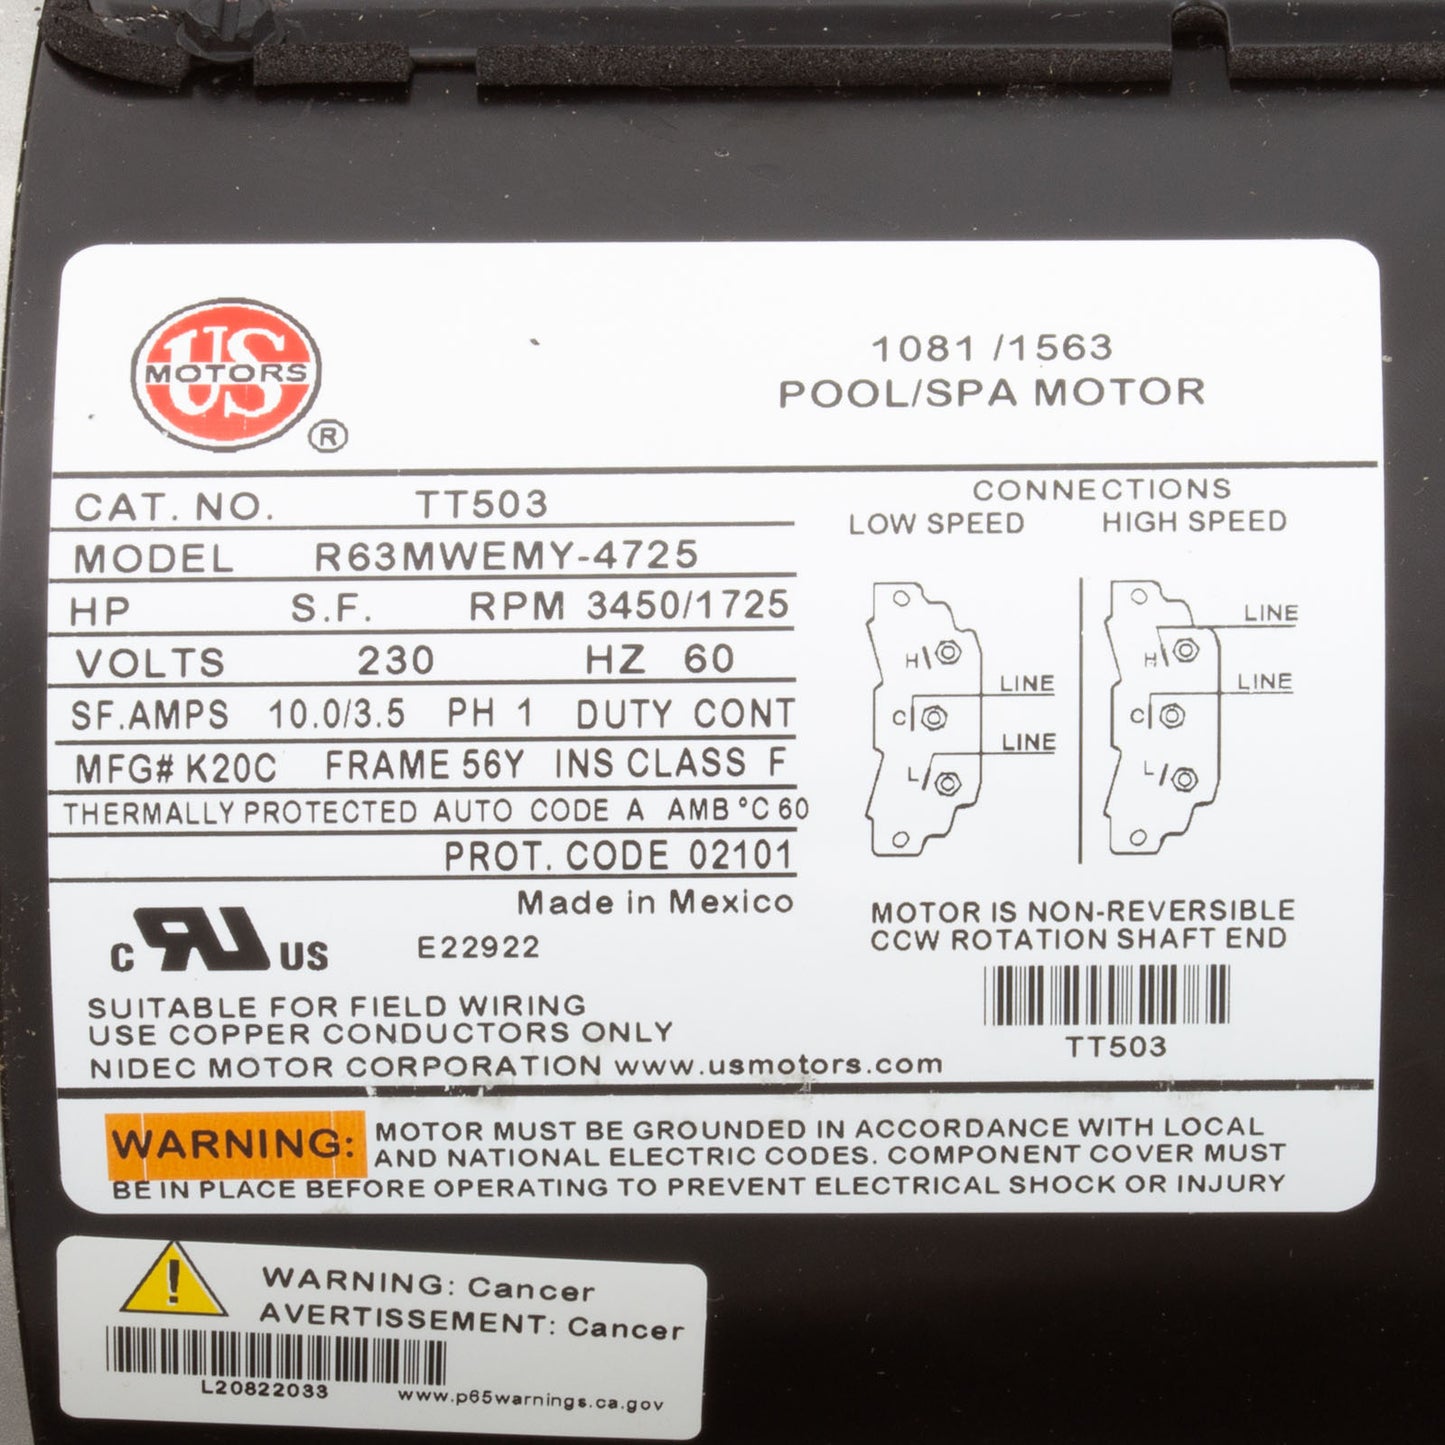 US
MOTORS
®
1081 /1563
POOL/SPA MOTOR
CAT. NO. TT503
MODEL R63MWEMY-4725
HP S.F. RPM 3450/1725
VOLTS 230 HZ 60
SF.AMPS 10.0/3.5 PH 1 DUTY CONT
MFG# K20C FRAME 56Y INS CLASS F
THERMALLY PROTECTED AUTO CODE A AMB °C 60
PROT. CODE 02101
Made in Mexico
CONNECTIONS
LOW SPEED HIGH SPEED
H
C LINE
L LINE
H LINE
C LINE
L
MOTOR IS NON-REVERSIBLE
CCW ROTATION SHAFT END
TT503
C RU US E22922
SUITABLE FOR FIELD WIRING
USE COPPER CONDUCTORS ONLY
NIDEC MOTOR CORPORATION www.usmotors.com
WARNING: MOTOR MUST BE GROUNDED IN ACCORDANCE WITH LOCAL
AND NATIONAL ELECTRIC CODES. COMPONENT COVER MUST
BE IN PLACE BEFORE OPERATING TO PREVENT ELECTRICAL SHOCK OR INJURY
! WARNING: Cancer
AVERTISSEMENT: Cancer
L20822033 www.p65warnings.ca.gov